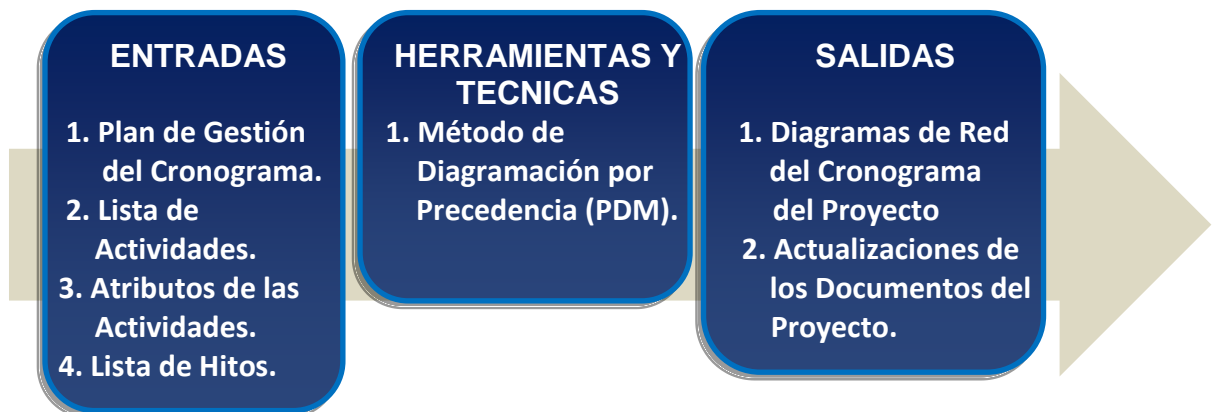 ENTRADAS
1. Plan de Gestión
del Cronograma.
2. Lista de
Actividades.
3. Atributos de las
Actividades.
4. Lista de Hitos.
HERRAMIENTAS Y
TECNICAS
1. Método de
Diagramación por
Precedencia (PDM).
SALIDAS
1. Diagramas de Red
del Cronograma
del Proyecto
2. Actualizaciones de
los Documentos del
Proyecto.